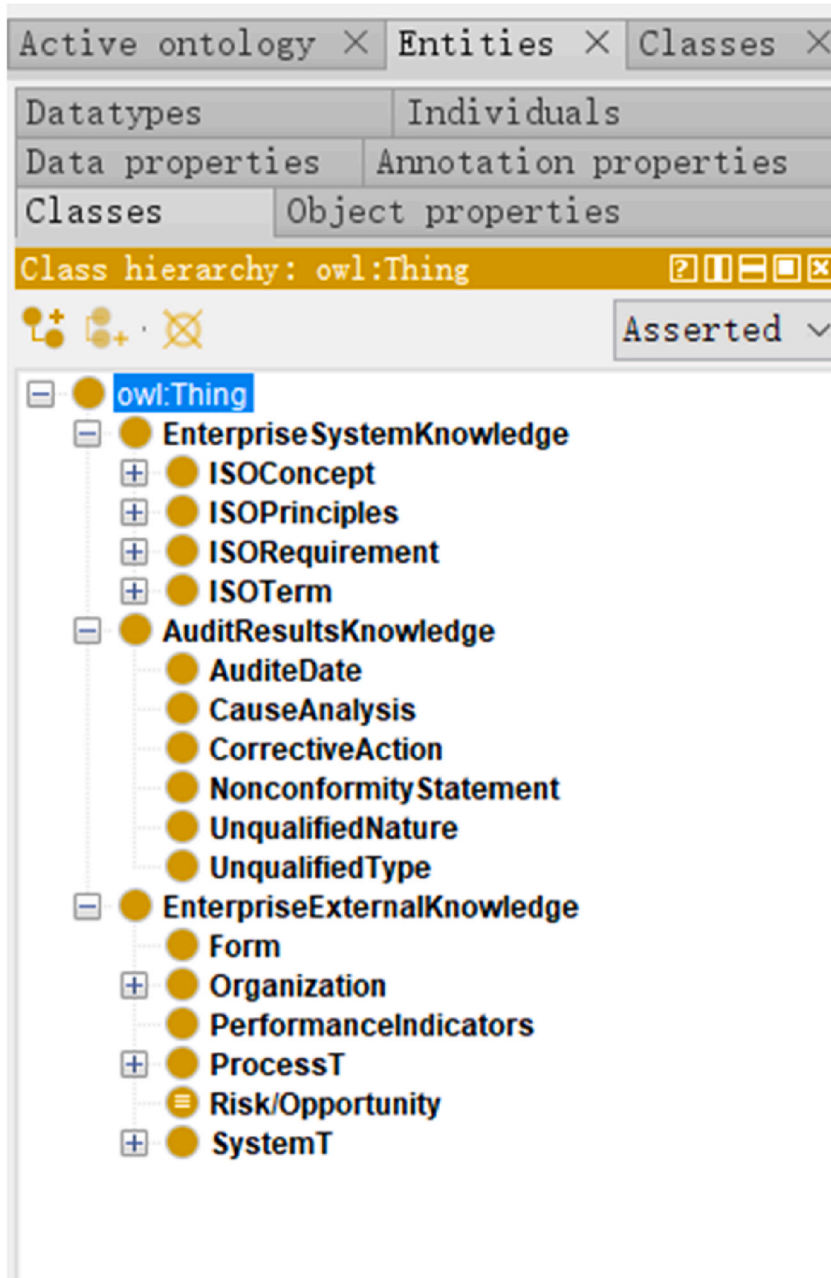 Active ontology × Entities × Classes ×
Datatypes Individuals
Data properties Annotation properties
Classes Object properties
Class hierarchy: owl:Thing
Asserted
owl:Thing
EnterpriseSystemKnowledge
ISOConcept
ISOPrinciples
ISORequirement
ISOTerm
AuditResultsKnowledge
AuditeDate
CauseAnalysis
CorrectiveAction
NonconformityStatement
UnqualifiedNature
UnqualifiedType
EnterpriseExternalKnowledge
Form
Organization
PerformanceIndicators
ProcessT
Risk/Opportunity
SystemT